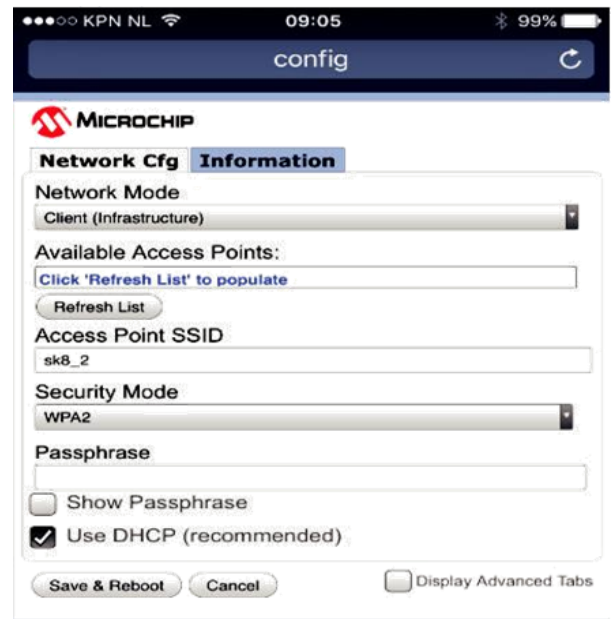 KPN NL 09:05 99%
config
MICROCHIP
Network Cfg Information
Network Mode
Client (Infrastructure)
Available Access Points:
Click 'Refresh List' to populate
Refresh List
Access Point SSID
sk8_2
Security Mode
WPA2
Passphrase
Show Passphrase
Use DHCP (recommended)
Save & Reboot Cancel Display Advanced Tabs